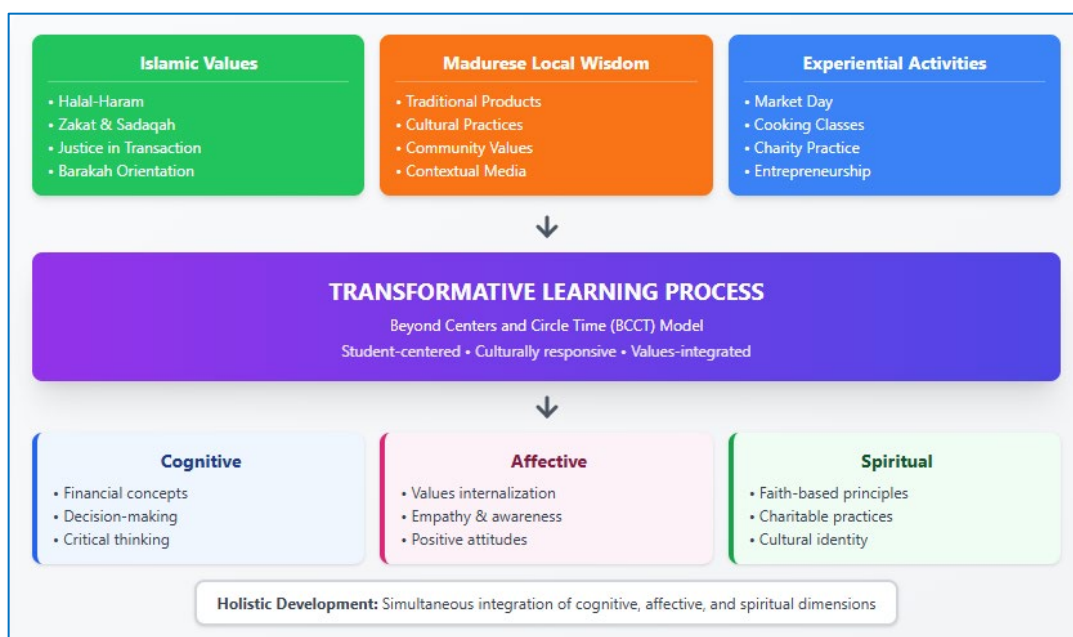 Islamic Values
• Halal-Haram
• Zakat & Sadaqah
• Justice in Transaction
• Barakah Orientation
Madurese Local Wisdom
• Traditional Products
• Cultural Practices
• Community Values
• Contextual Media
Experiential Activities
• Market Day
• Cooking Classes
• Charity Practice
• Entrepreneurship
TRANSFORMATIVE LEARNING PROCESS
Beyond Centers and Circle Time (BCCT) Model
Student-centered • Culturally responsive • Values-integrated
Cognitive
• Financial concepts
• Decision-making
• Critical thinking
Affective
• Values internalization
• Empathy & awareness
• Positive attitudes
Spiritual
• Faith-based principles
• Charitable practices
• Cultural identity
Holistic Development: Simultaneous integration of cognitive, affective, and spiritual dimensions